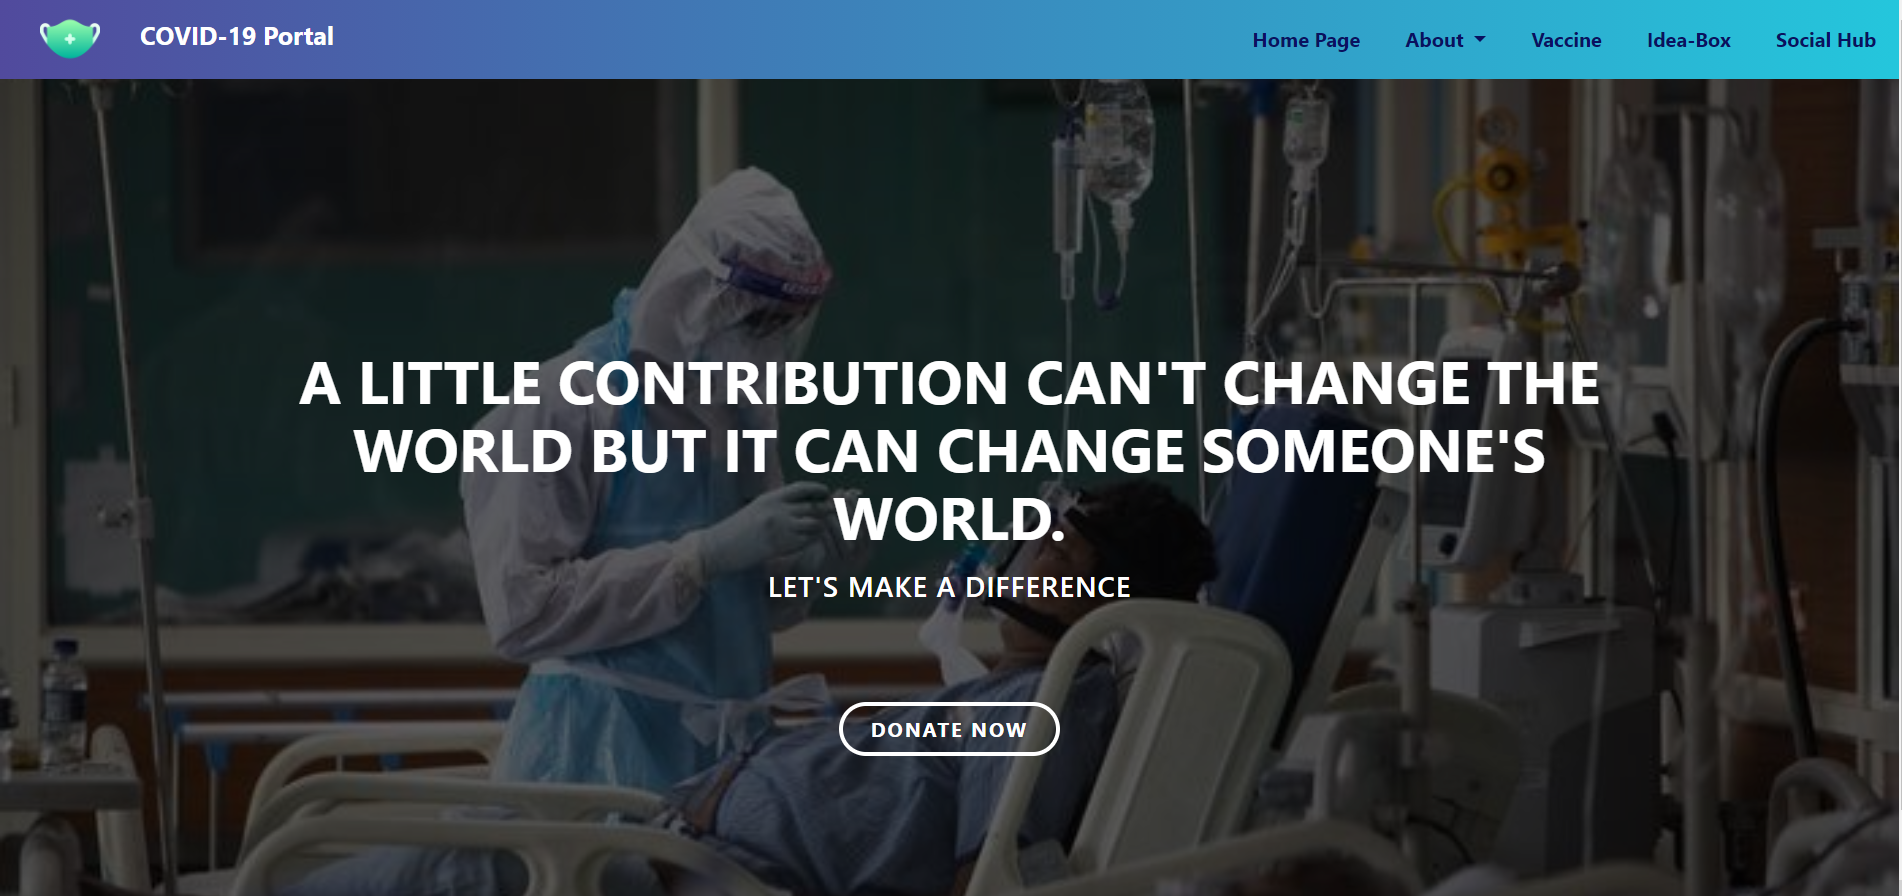 COVID-19 Portal
Home Page
About
Vaccine
Idea-Box
Social Hub
A LITTLE CONTRIBUTION CAN'T CHANGE THE
WORLD BUT IT CAN CHANGE SOMEONE'S
WORLD.
LET'S MAKE A DIFFERENCE
DONATE NOW